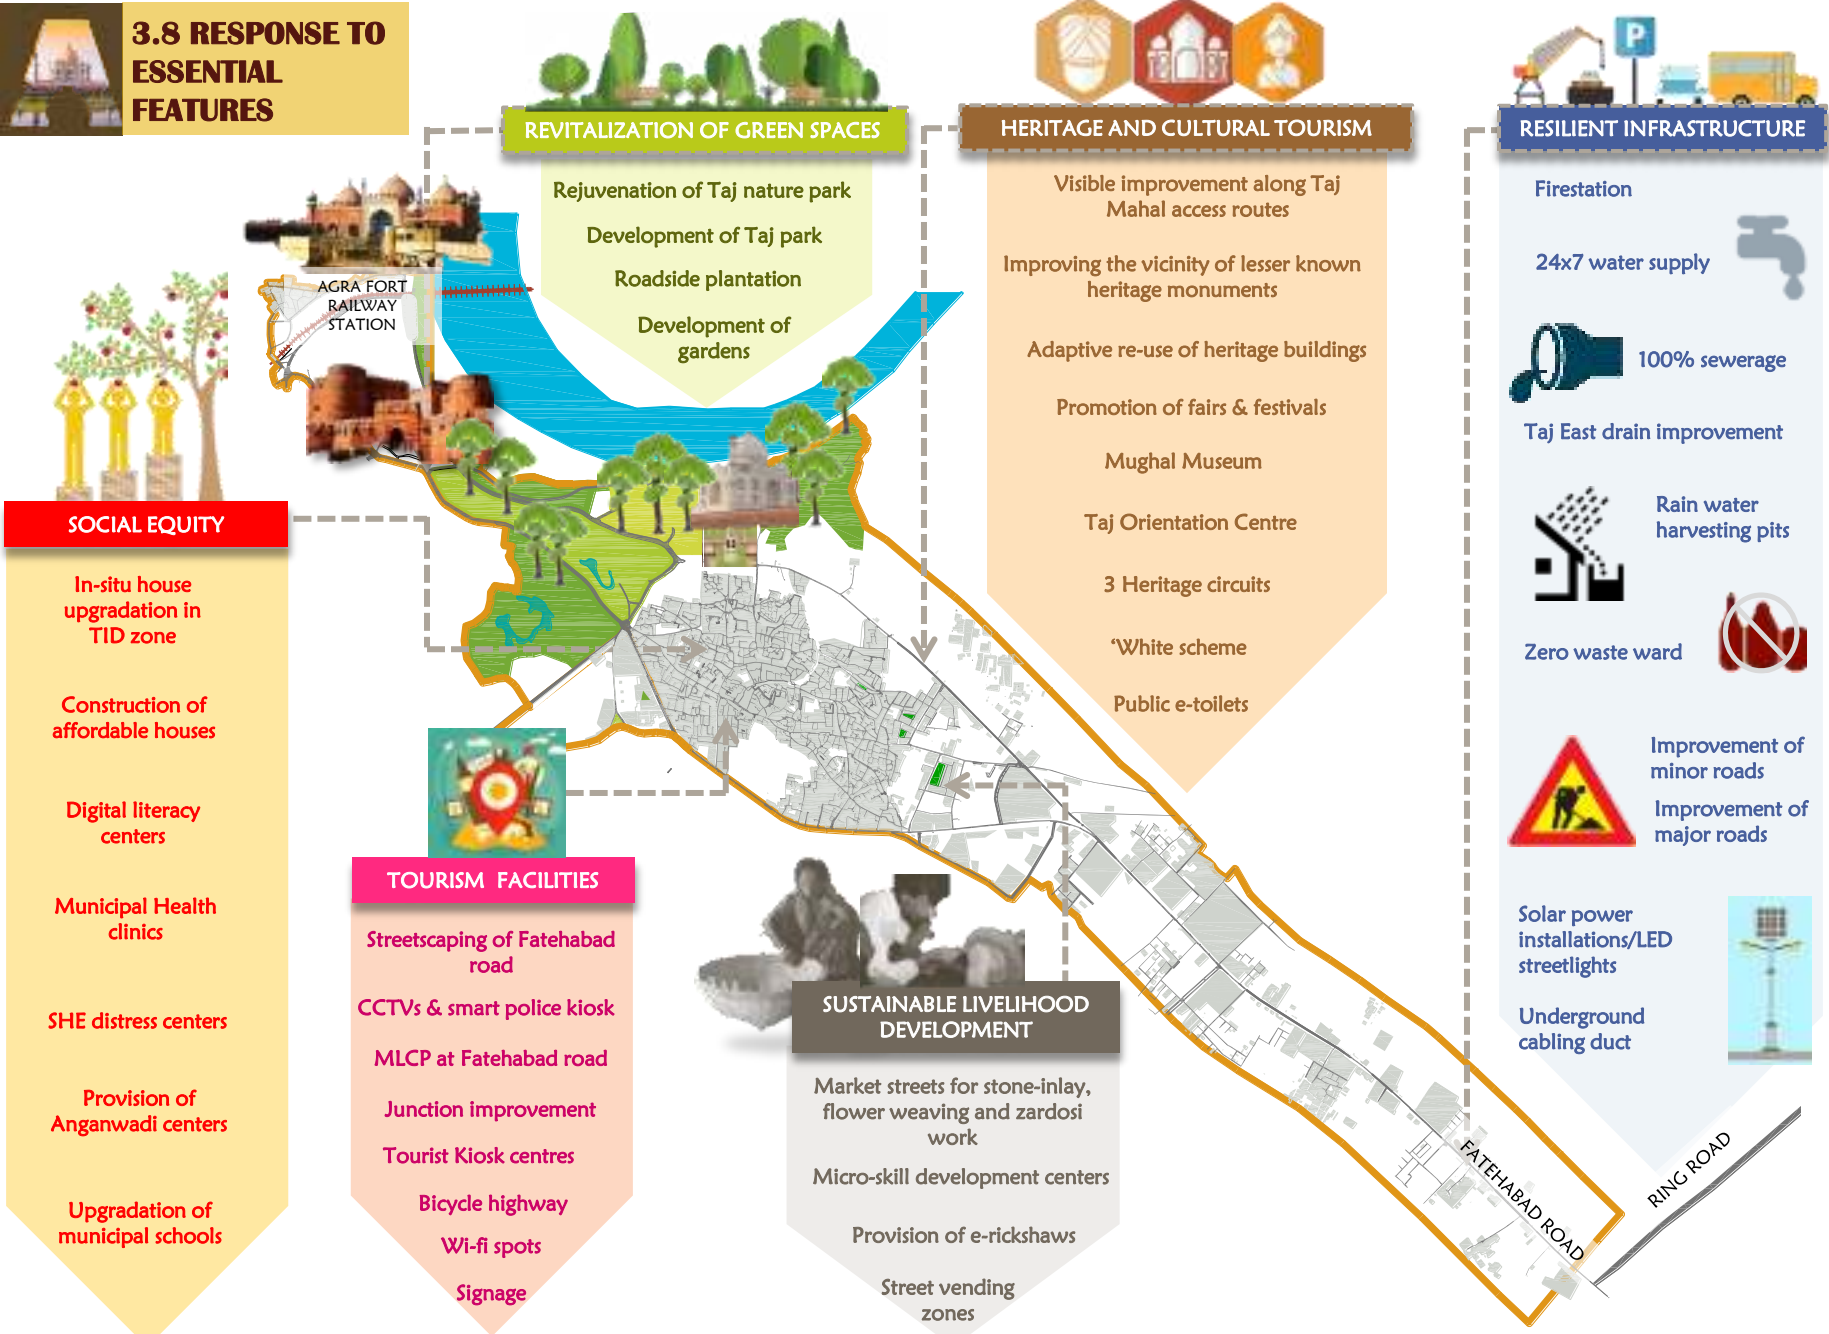 3.8 RESPONSE TO
ESSENTIAL
FEATURES
REVITALIZATION OF GREEN SPACES
Rejuvenation of Taj nature park
Development of Taj park
Roadside plantation
Development of
gardens
HERITAGE AND CULTURAL TOURISM
Visible improvement along Taj
Mahal access routes
Improving the vicinity of lesser known
heritage monuments
Adaptive re-use of heritage buildings
Promotion of fairs & festivals
Mughal Museum
Taj Orientation Centre
3 Heritage circuits
‘White scheme
Public e-toilets
P
RESILIENT INFRASTRUCTURE
Firestation
24x7 water supply
100% sewerage
Taj East drain improvement
Rain water
harvesting pits
Zero waste ward
Improvement of
minor roads
Improvement of
major roads
Solar power
installations/LED
streetlights
Underground
cabling duct
AGRA FORT
RAILWAY
STATION
SOCIAL EQUITY
In-situ house
upgradation in
TID zone
Construction of
affordable houses
Digital literacy
centers
Municipal Health
clinics
SHE distress centers
Provision of
Anganwadi centers
Upgradation of
municipal schools
TOURISM FACILITIES
Streetscaping of Fatehabad
road
CCTVs & smart police kiosk
MLCP at Fatehabad road
Junction improvement
Tourist Kiosk centres
Bicycle highway
Wi-fi spots
Signage
SUSTAINABLE LIVELIHOOD
DEVELOPMENT
Market streets for stone-inlay,
flower weaving and zardosi
work
Micro-skill development centers
Provision of e-rickshaws
Street vending
zones
FATEHABAD ROAD
RING ROAD